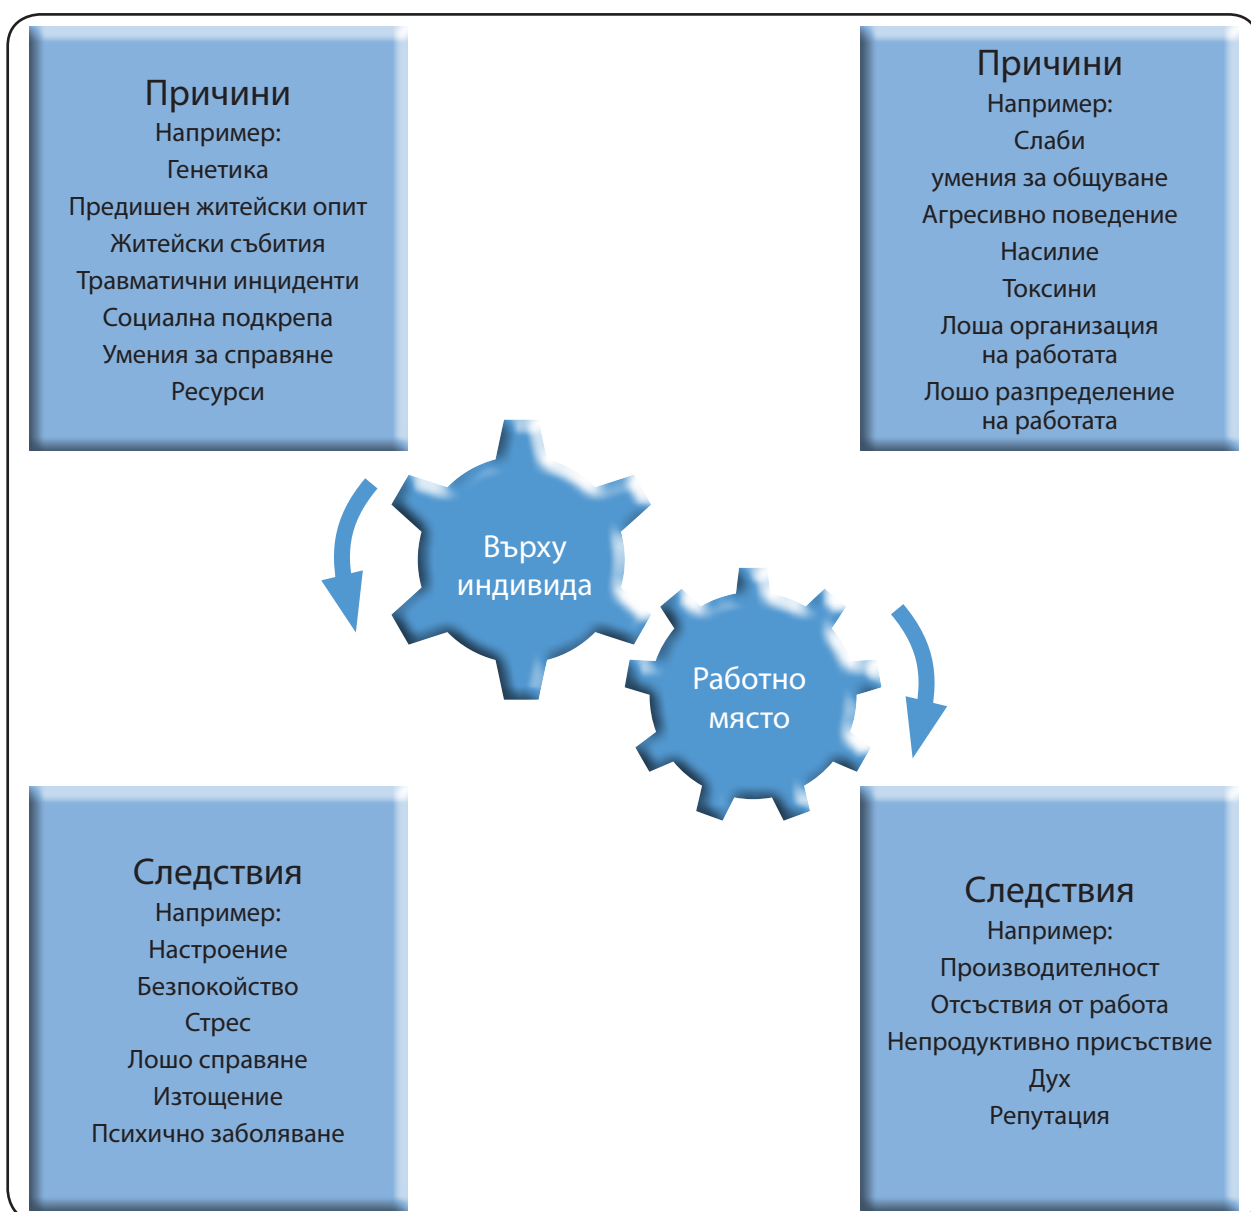 Причини
Например:
Генетика
Предишен житейски опит
Житейски събития
Травматични инциденти
Социална подкрепа
Умения за справяне
Ресурси
Причини
Например:
Слаби
умения за общуване
Агресивно поведение
Насилие
Токсини
Лоша организация
на работата
Лошо разпределение
на работата
Върху
индивида
Работно
място
Следствия
Например:
Настроение
Безпокойство
Стрес
Лошо справяне
Изтощение
Психично заболяване
Следствия
Например:
Производителност
Отсъствия от работа
Непродуктивно присъствие
Дух
Репутация